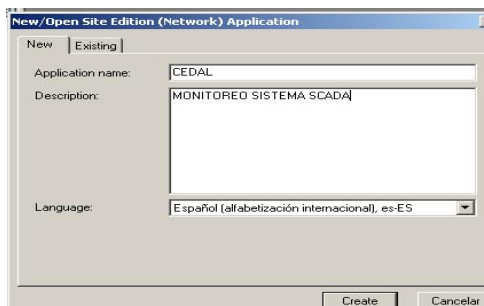 New/Open Site Edition (Network) Application
New Existing
Application name: CEDAL
Description: MONITOREO SISTEMA SCADA
Language: Español (alfabetización internacional), es-ES
Create Cancelar